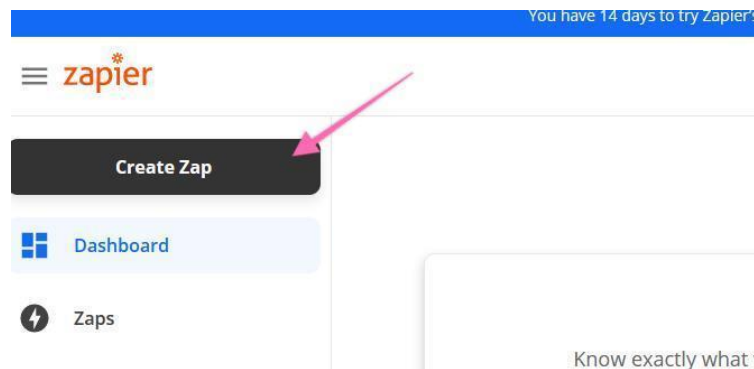 You have 14 days to try Zapier's
zapier
Create Zap
Dashboard
Zaps
Know exactly what